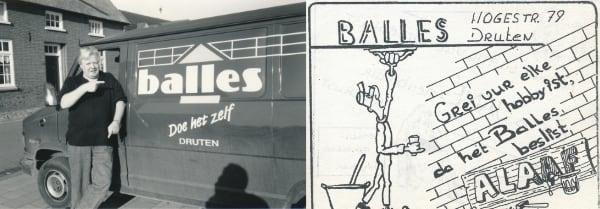 balles
Doe het zelf
DRUTEN
BALLES
HOGESTR. 79
DRUTEN
GREI VUR ELKE
HOBBYIST,
DA HET BALLES
BESLIST.
ALAAF